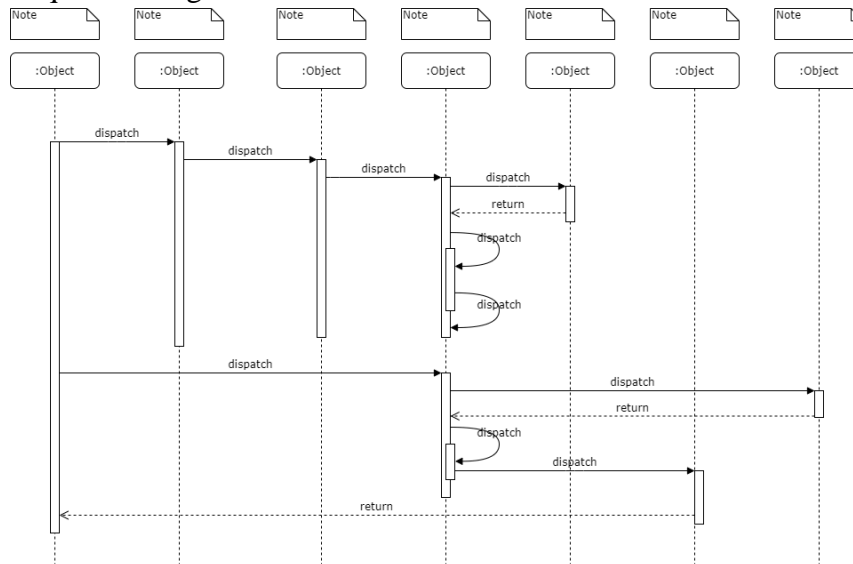 Note Note Note Note Note Note Note
:Object :Object :Object :Object :Object :Object :Object
dispatch
dispatch
dispatch
dispatch
return
dispatch
dispatch
dispatch
dispatch
return
dispatch
dispatch
return